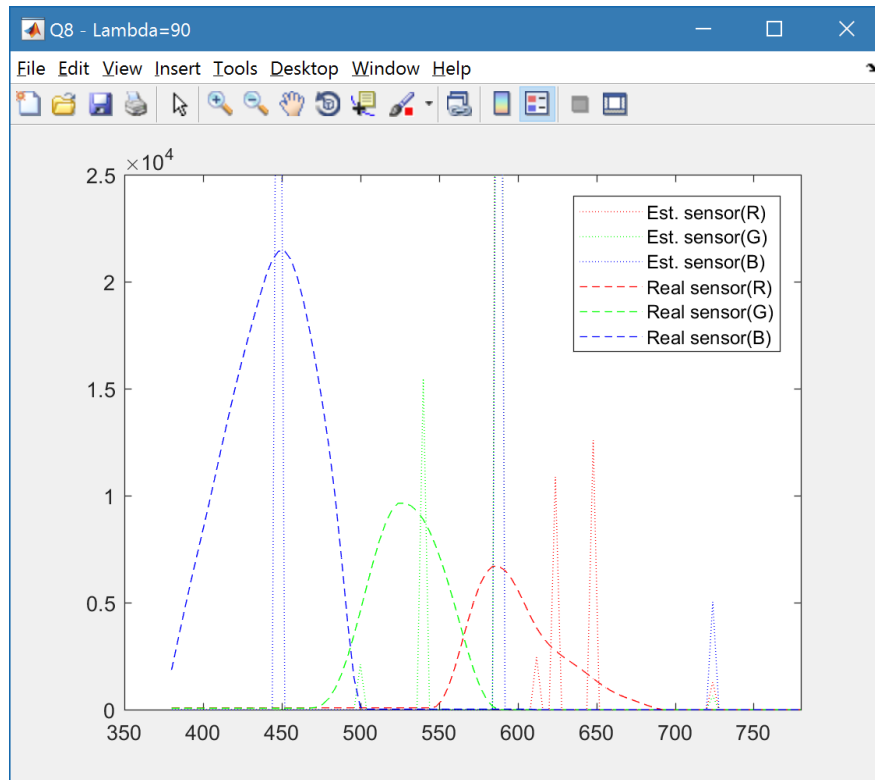 Q8 - Lambda=90
File Edit View Insert Tools Desktop Window Help
×10⁴
2.5
2
1.5
1
0.5
0
350 400 450 500 550 600 650 700 750
Est. sensor(R)
Est. sensor(G)
Est. sensor(B)
Real sensor(R)
Real sensor(G)
Real sensor(B)